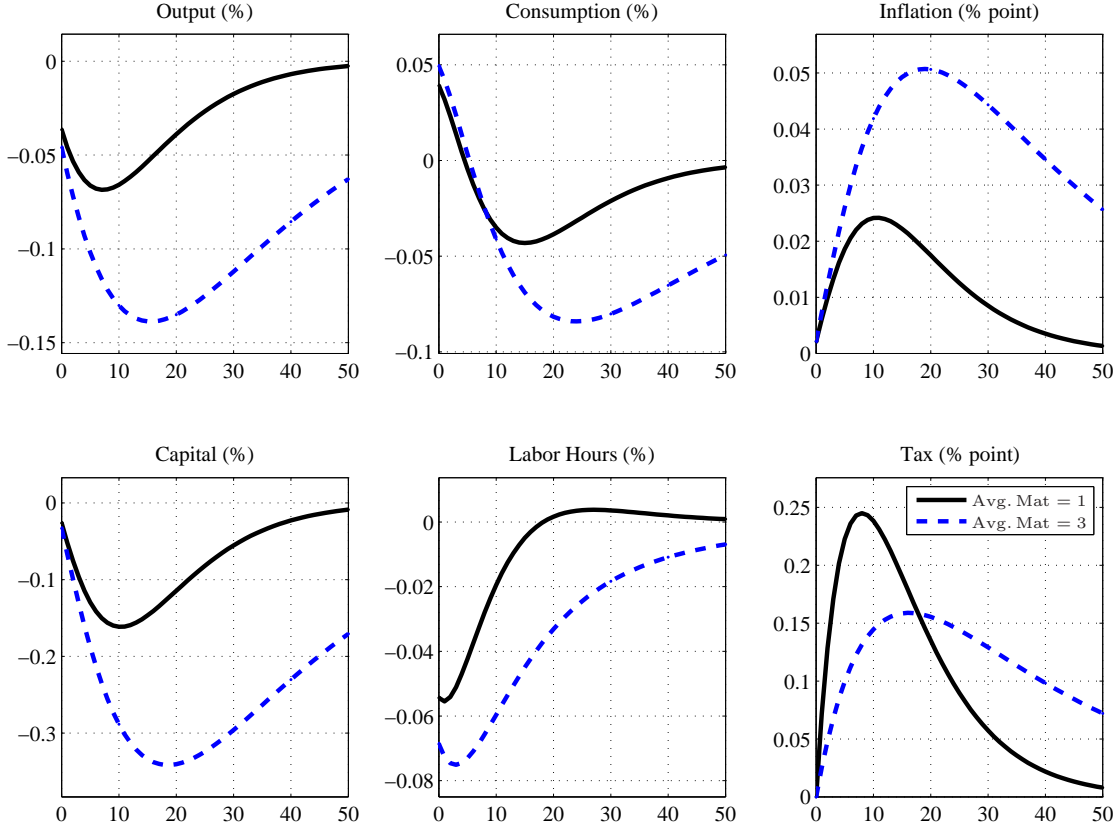 Output (%)
0
−0.05
−0.1
−0.15
0 10 20 30 40 50
Consumption (%)
0.05
0
−0.05
−0.1
0 10 20 30 40 50
Inflation (% point)
0.05
0.04
0.03
0.02
0.01
0
0 10 20 30 40 50
Capital (%)
0
−0.1
−0.2
−0.3
0 10 20 30 40 50
Labor Hours (%)
0
−0.02
−0.04
−0.06
−0.08
0 10 20 30 40 50
Tax (% point)
0.25
0.20
0.15
0.1
0.05
0.00
0 10 20 30 40 50
Avg. Mat = 1
Avg. Mat = 3